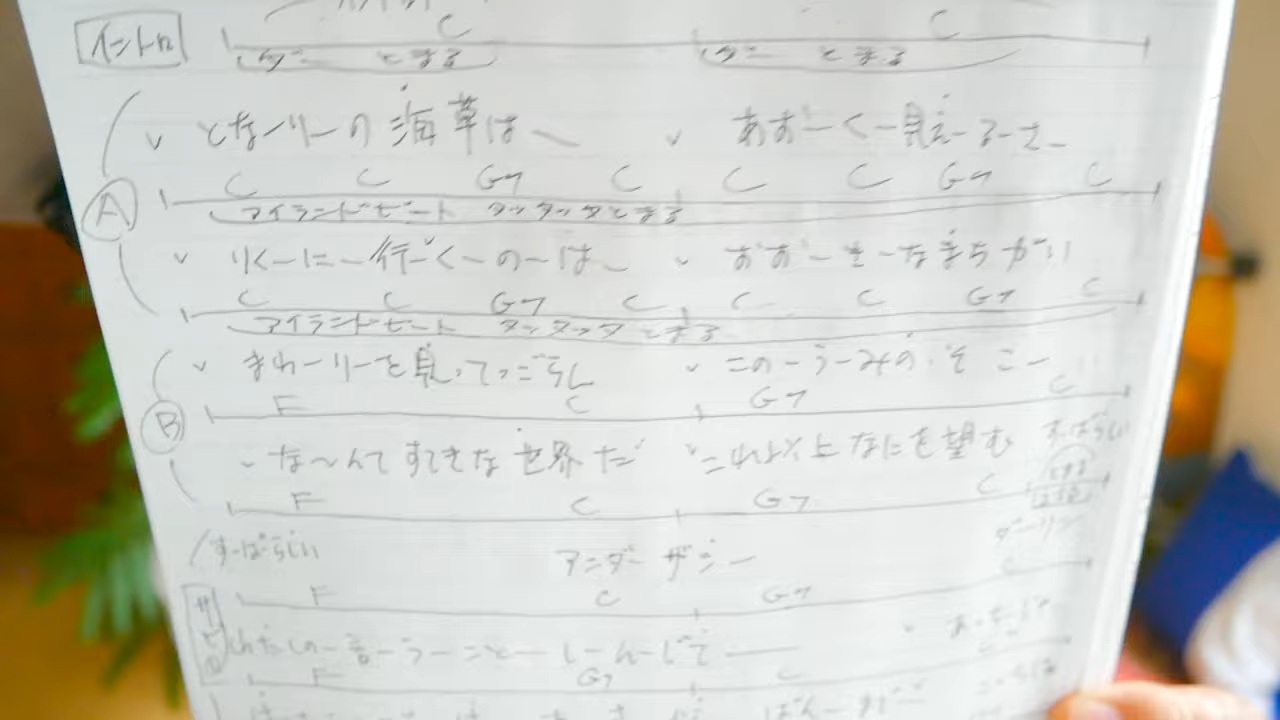 C C
イントロ ダン とまる ダン とまる
となーりーの海草は〜 あおーくー見えーるーさー
C C G7 C C C G7 C
Ⓐ アイランドビート タッタッタとまる
りくーにー行ーくーのーは〜 おおーきーなまちがい
C C G7 C C C G7 C
アイランドビート タッタッタとまる
まわーりーを見ってっごらん このーうーみの、そこー
F C G7 C
Ⓑ
なーんてすてきな世界だ これ以上なにを望む すばらしい
F C G7 C
すーばーらしい アンダー ザ シー ダーリン
F C G7 C
サビ① わたしのー言ーうーことーしーんーじてー
F G7 C